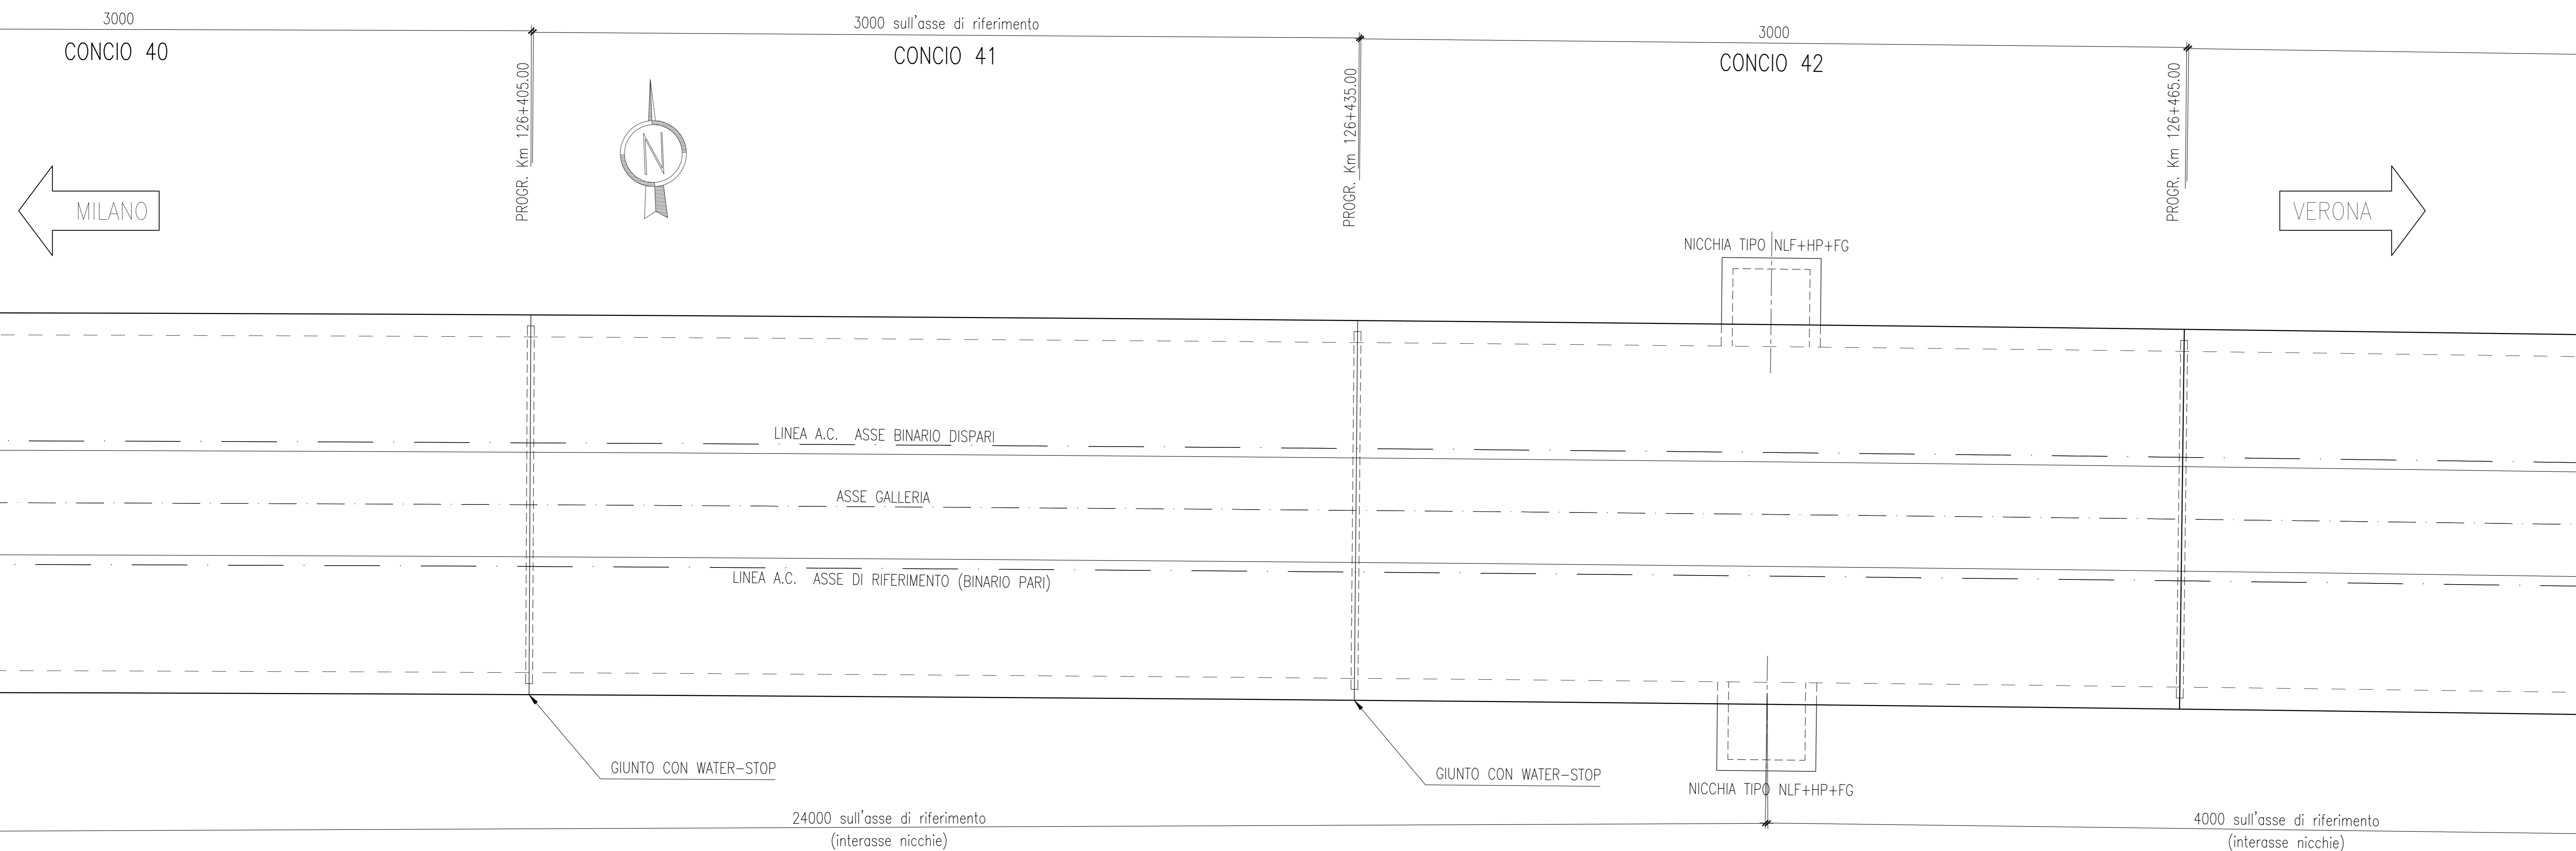 3000
3000 sull'asse di riferimento
3000
CONCIO 40
CONCIO 41
CONCIO 42
PROGR. Km 126+405.00
PROGR. Km 126+435.00
PROGR. Km 126+465.00
N
MILANO
VERONA
NICCHIA TIPO NLF+HP+FG
LINEA A.C. ASSE BINARIO DISPARI
ASSE GALLERIA
LINEA A.C. ASSE DI RIFERIMENTO (BINARIO PARI)
GIUNTO CON WATER-STOP
GIUNTO CON WATER-STOP
NICCHIA TIPO NLF+HP+FG
24000 sull'asse di riferimento
(interasse nicchie)
4000 sull'asse di riferimento
(interasse nicchie)